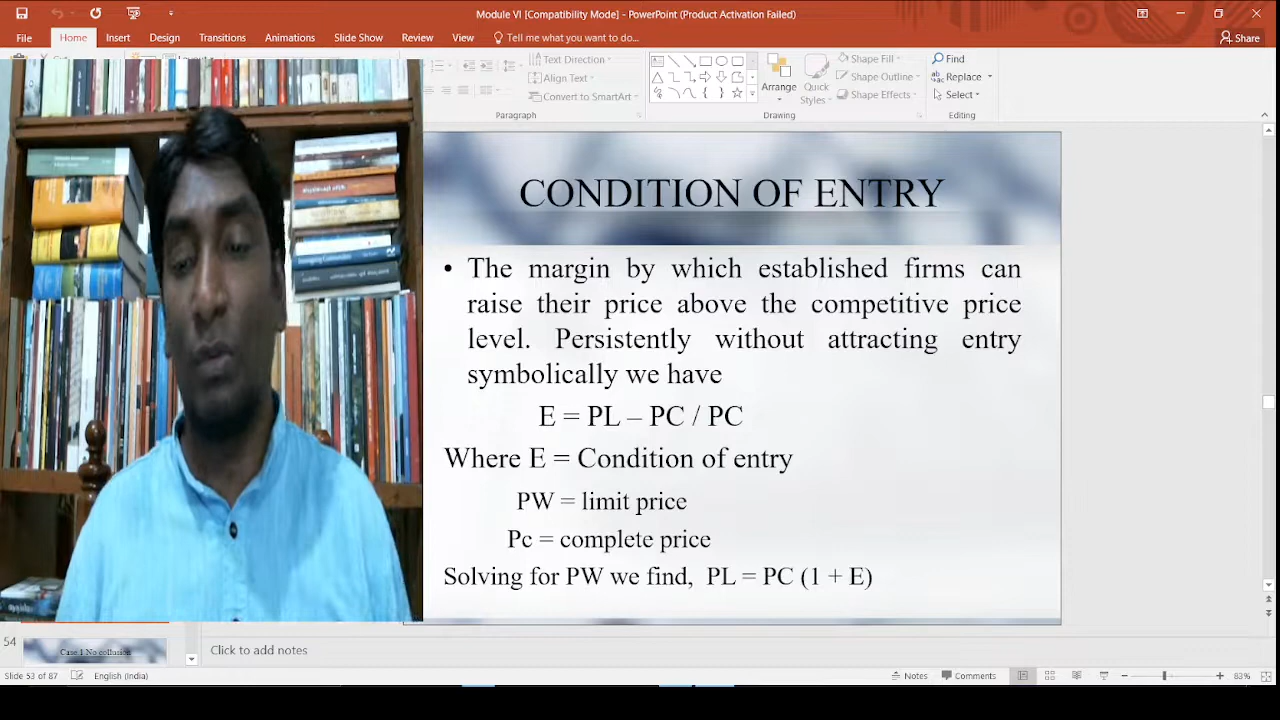 Module VI [Compatibility Mode] - PowerPoint (Product Activation Failed)
File Home Insert Design Transitions Animations Slide Show Review View Tell me what you want to do... Share
Text Direction
Align Text
Convert to SmartArt
Paragraph
Arrange
Quick Styles
Shape Fill
Shape Outline
Shape Effects
Drawing
Find
Replace
Select
Editing
CONDITION OF ENTRY
• The margin by which established firms can
raise their price above the competitive price
level. Persistently without attracting entry
symbolically we have
E = PL – PC / PC
Where E = Condition of entry
PW = limit price
Pc = complete price
Solving for PW we find, PL = PC (1 + E)
54
Case 1 No collusion
Click to add notes
Slide 53 of 87 English (India) Notes Comments 83%